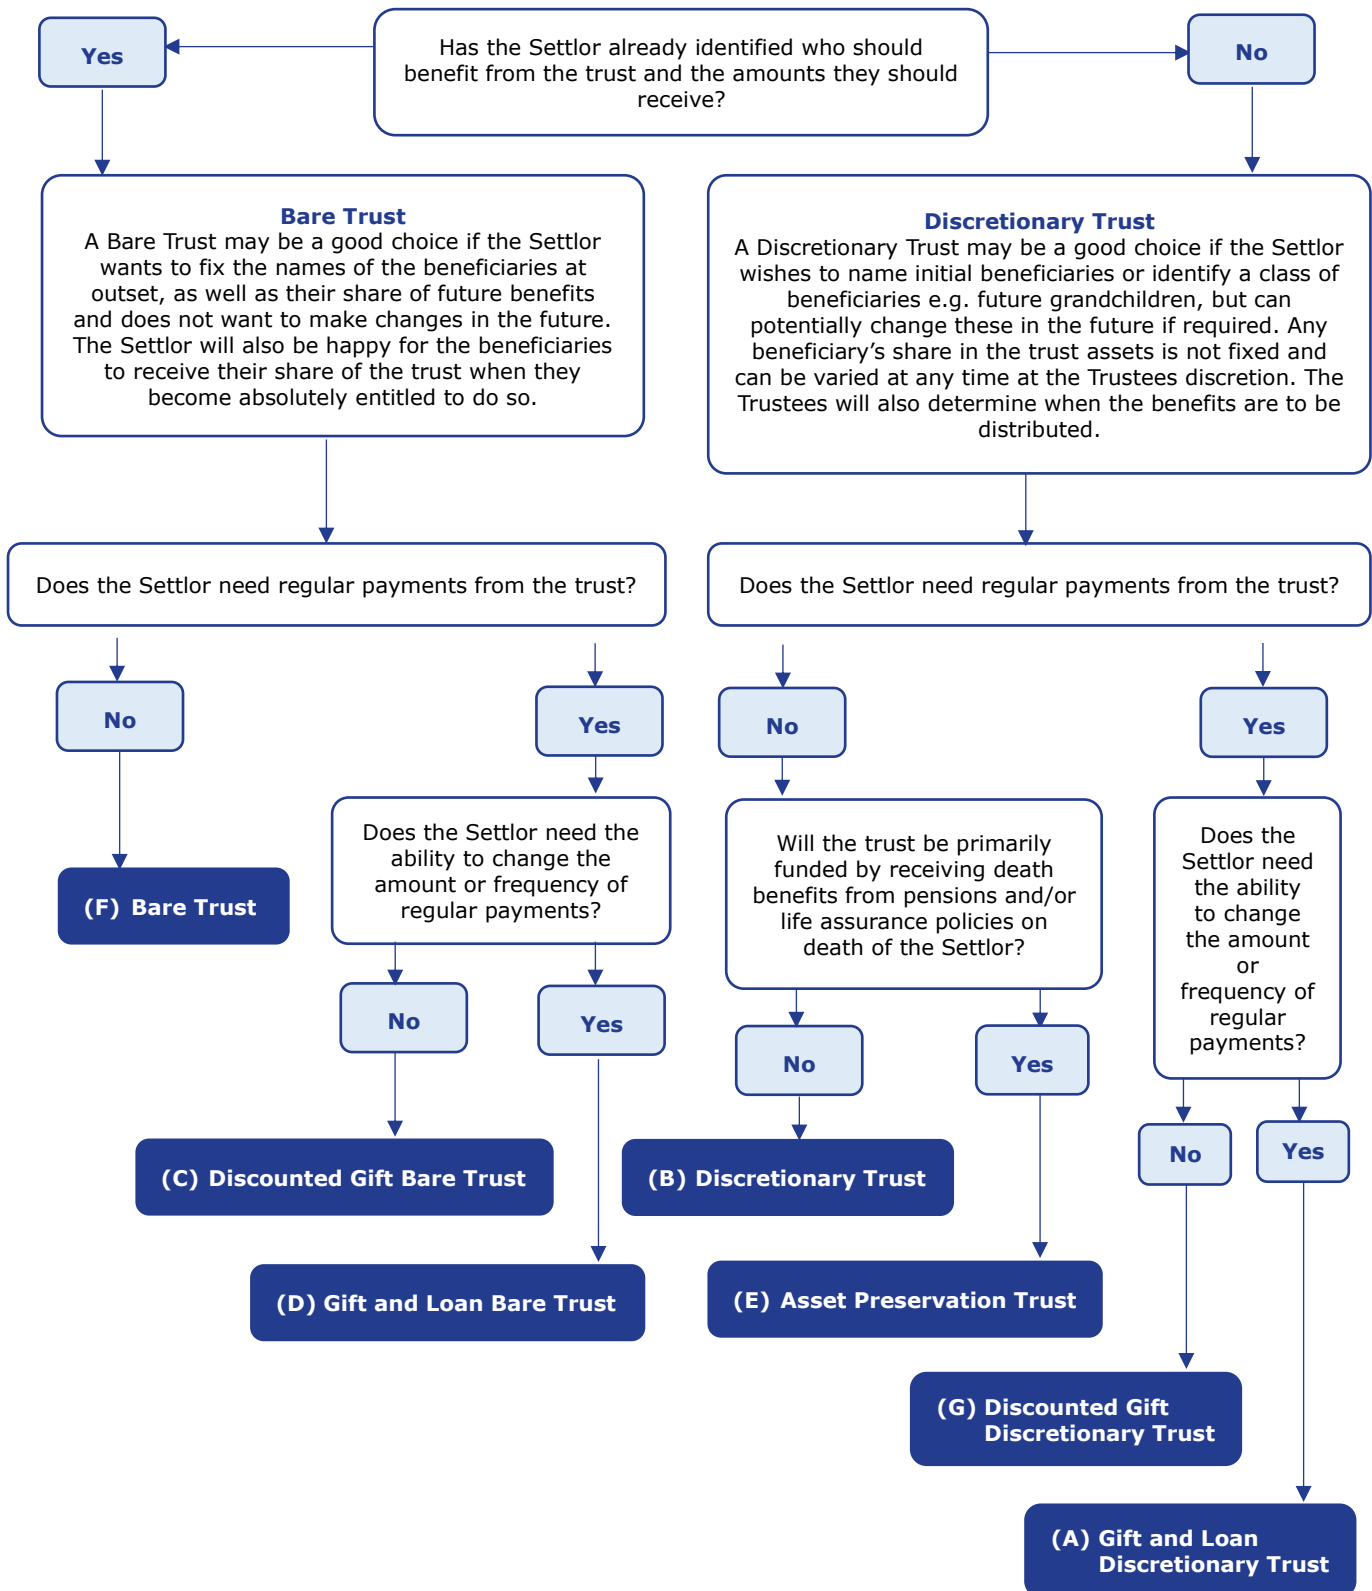 Yes
Has the Settlor already identified who should
benefit from the trust and the amounts they should
receive?
No
Bare Trust
A Bare Trust may be a good choice if the Settlor
wants to fix the names of the beneficiaries at
outset, as well as their share of future benefits
and does not want to make changes in the future.
The Settlor will also be happy for the beneficiaries
to receive their share of the trust when they
become absolutely entitled to do so.
Discretionary Trust
A Discretionary Trust may be a good choice if the Settlor
wishes to name initial beneficiaries or identify a class of
beneficiaries e.g. future grandchildren, but can
potentially change these in the future if required. Any
beneficiary's share in the trust assets is not fixed and
can be varied at any time at the Trustees discretion. The
Trustees will also determine when the benefits are to be
distributed.
Does the Settlor need regular payments from the trust?
Does the Settlor need regular payments from the trust?
No
Yes
No
Yes
Does the Settlor need the
ability to change the
amount or frequency of
regular payments?
Will the trust be primarily
funded by receiving death
benefits from pensions and/or
life assurance policies on
death of the Settlor?
Does the
Settlor need
the ability
to change
the amount
or
frequency of
regular
payments?
(F) Bare Trust
No
Yes
No
Yes
No
Yes
(C) Discounted Gift Bare Trust
(B) Discretionary Trust
(D) Gift and Loan Bare Trust
(E) Asset Preservation Trust
(G) Discounted Gift
Discretionary Trust
(A) Gift and Loan
Discretionary Trust